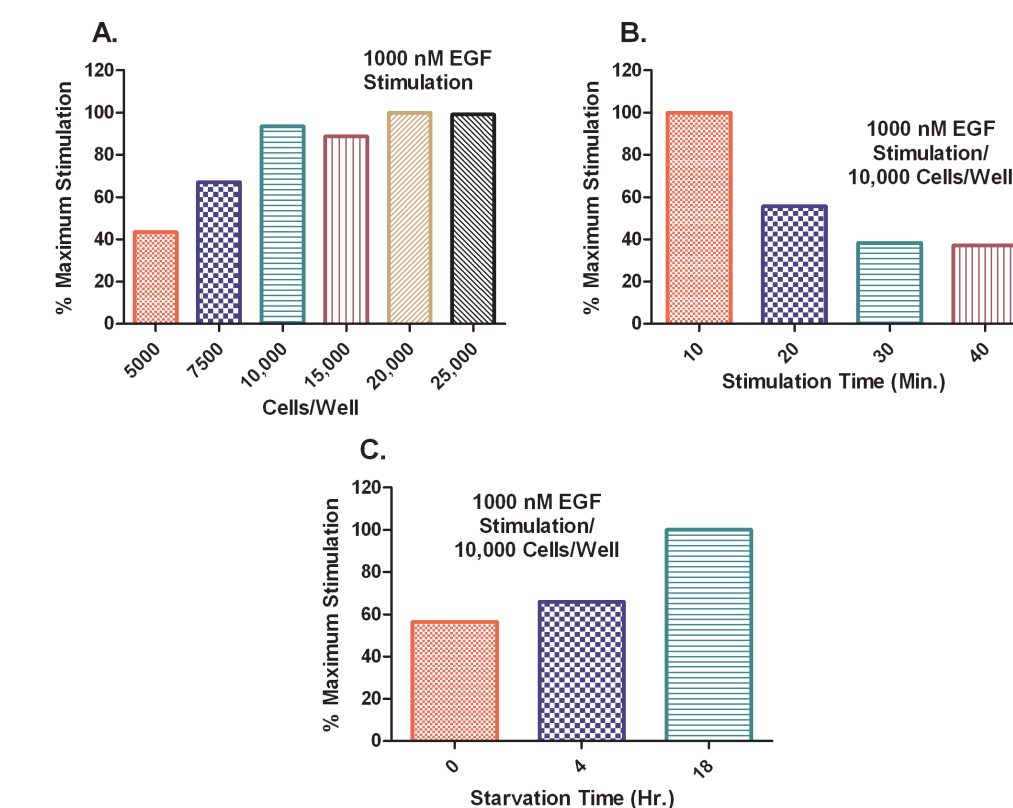 A.
1000 nM EGF
Stimulation
% Maximum Stimulation
120
100
80
60
40
20
0
5000
7500
10,000
15,000
20,000
25,000
Cells/Well
B.
1000 nM EGF
Stimulation/
10,000 Cells/Well
% Maximum Stimulation
120
100
80
60
40
20
0
10
20
30
40
Stimulation Time (Min.)
C.
1000 nM EGF
Stimulation/
10,000 Cells/Well
% Maximum Stimulation
120
100
80
60
40
20
0
0
4
18
Starvation Time (Hr.)